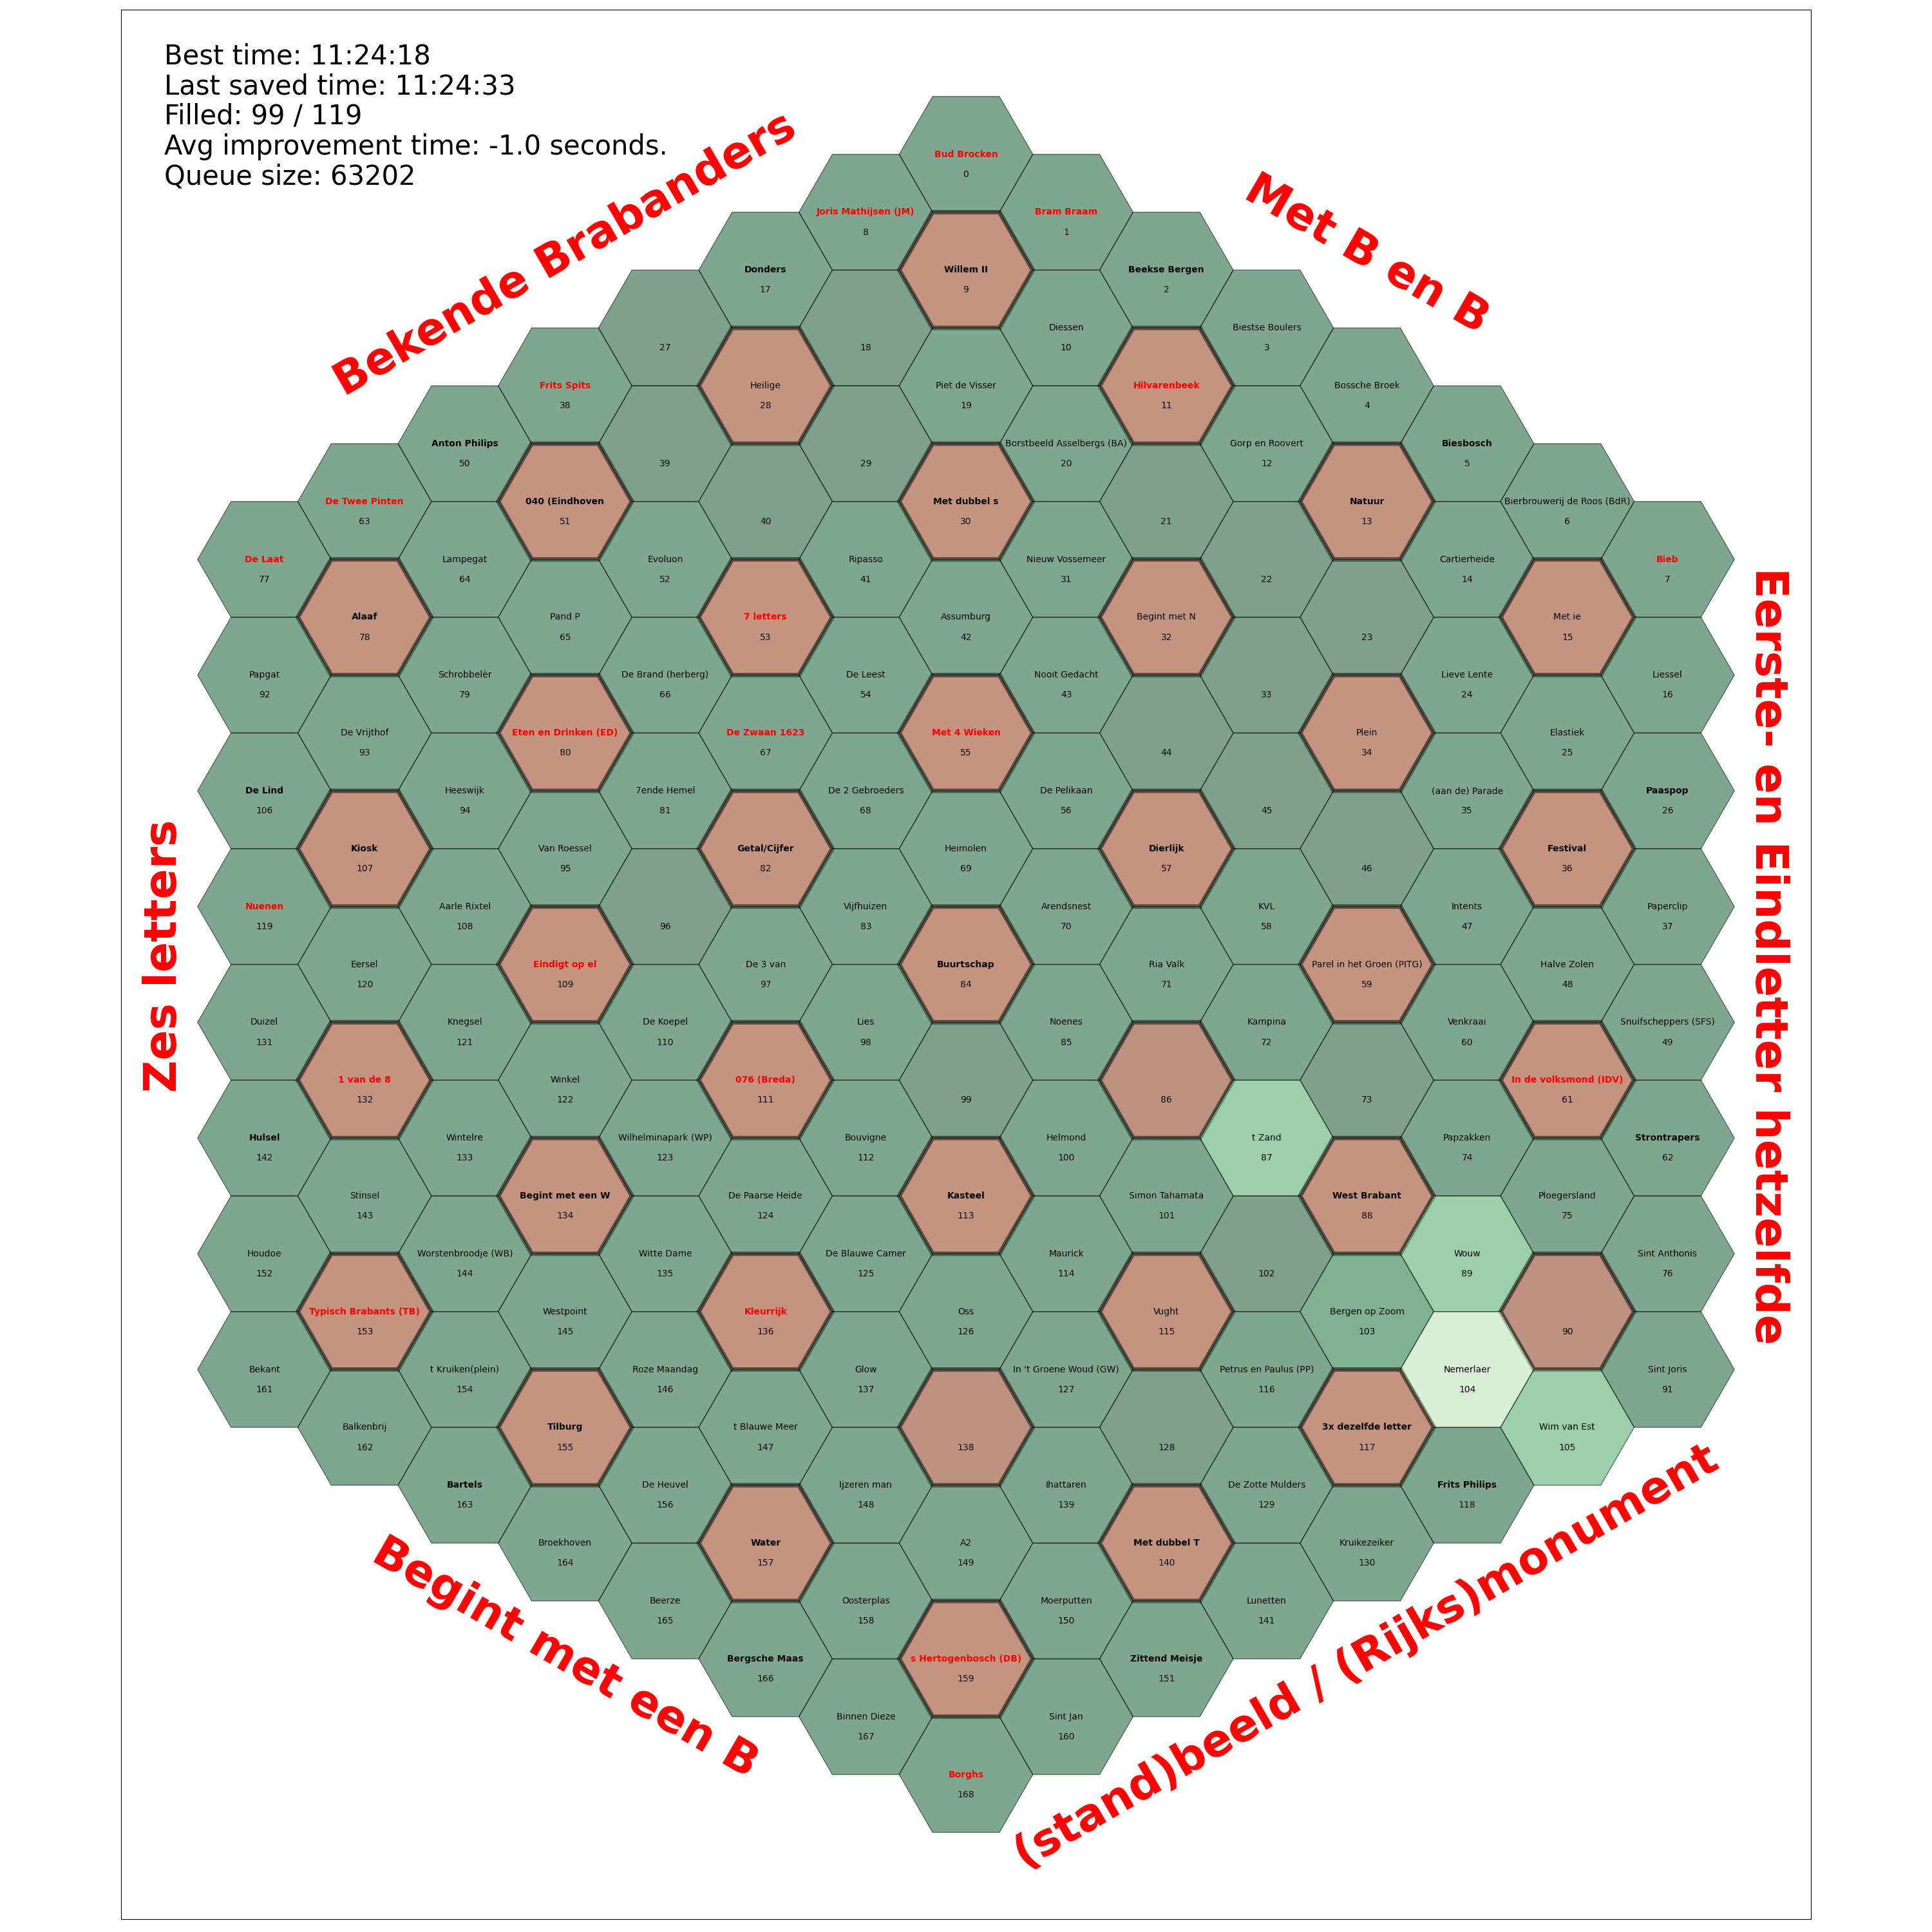 Best time: 11:24:18
Last saved time: 11:24:33
Filled: 99 / 119
Avg improvement time: -1.0 seconds.
Queue size: 63202
Bekende Brabanders
Met B en B
Eerste- en Eindletter hetzelfde
(stand)beeld / (Rijks)monument
Begint met een B
Zes letters
Bud Brocken
0
Joris Mathijsen (JM)
8
Bram Braam
1
Donders
17
Willem II
9
Beekse Bergen
2
27
18
Diessen
10
Biestse Boulers
3
Frits Spits
38
Heilige
28
Piet de Visser
19
Hilvarenbeek
11
Bossche Broek
4
Anton Philips
50
39
29
Borstbeeld Asselbergs (BA)
20
Gorp en Roovert
12
Biesbosch
5
De Twee Pinten
63
040 (Eindhoven
51
40
Met dubbel s
30
21
Natuur
13
Bierbrouwerij de Roos (BdR)
6
De Laat
77
Lampegat
64
Evoluon
52
Ripasso
41
Nieuw Vossemeer
31
22
Cartierheide
14
Bieb
7
Alaaf
78
Pand P
65
7 letters
53
Assumburg
42
Begint met N
32
23
Met ie
15
Papgat
92
Schrobbelèr
79
De Brand (herberg)
66
De Leest
54
Nooit Gedacht
43
33
Lieve Lente
24
Liessel
16
De Vrijthof
93
Eten en Drinken (ED)
80
De Zwaan 1623
67
Met 4 Wieken
55
44
Plein
34
Elastiek
25
De Lind
106
Heeswijk
94
7ende Hemel
81
De 2 Gebroeders
68
De Pelikaan
56
45
(aan de) Parade
35
Paaspop
26
Kiosk
107
Van Roessel
95
Getal/Cijfer
82
Heimolen
69
Dierlijk
57
46
Festival
36
Nuenen
119
Aarle Rixtel
108
96
Vijfhuizen
83
Arendsnest
70
KVL
58
Intents
47
Paperclip
37
Eersel
120
Eindigt op el
109
De 3 van
97
Buurtschap
84
Ria Valk
71
Parel in het Groen (PITG)
59
Halve Zolen
48
Duizel
131
Knegsel
121
De Koepel
110
Lies
98
Noenes
85
Kampina
72
Venkraai
60
Snuifscheppers (SFS)
49
1 van de 8
132
Winkel
122
076 (Breda)
111
99
86
73
In de volksmond (IDV)
61
Hulsel
142
Wintelre
133
Wilhelminapark (WP)
123
Bouvigne
112
Helmond
100
t Zand
87
Papzakken
74
Strontrapers
62
Stinsel
143
Begint met een W
134
De Paarse Heide
124
Kasteel
113
Simon Tahamata
101
West Brabant
88
Ploegersland
75
Houdoe
152
Worstenbroodje (WB)
144
Witte Dame
135
De Blauwe Camer
125
Maurick
114
102
Wouw
89
Sint Anthonis
76
Typisch Brabants (TB)
153
Westpoint
145
Kleurrijk
136
Oss
126
Vught
115
Bergen op Zoom
103
90
Bekant
161
t Kruiken(plein)
154
Roze Maandag
146
Glow
137
In 't Groene Woud (GW)
127
Petrus en Paulus (PP)
116
Nemerlaer
104
Sint Joris
91
Balkenbrij
162
Tilburg
155
t Blauwe Meer
147
138
128
3x dezelfde letter
117
Wim van Est
105
Bartels
163
De Heuvel
156
Ijzeren man
148
Ihattaren
139
De Zotte Mulders
129
Frits Philips
118
Broekhoven
164
Water
157
A2
149
Met dubbel T
140
Kruikezeiker
130
Beerze
165
Oosterplas
158
Moerputten
150
Lunetten
141
Bergsche Maas
166
s Hertogenbosch (DB)
159
Zittend Meisje
151
Binnen Dieze
167
Sint Jan
160
Borghs
168